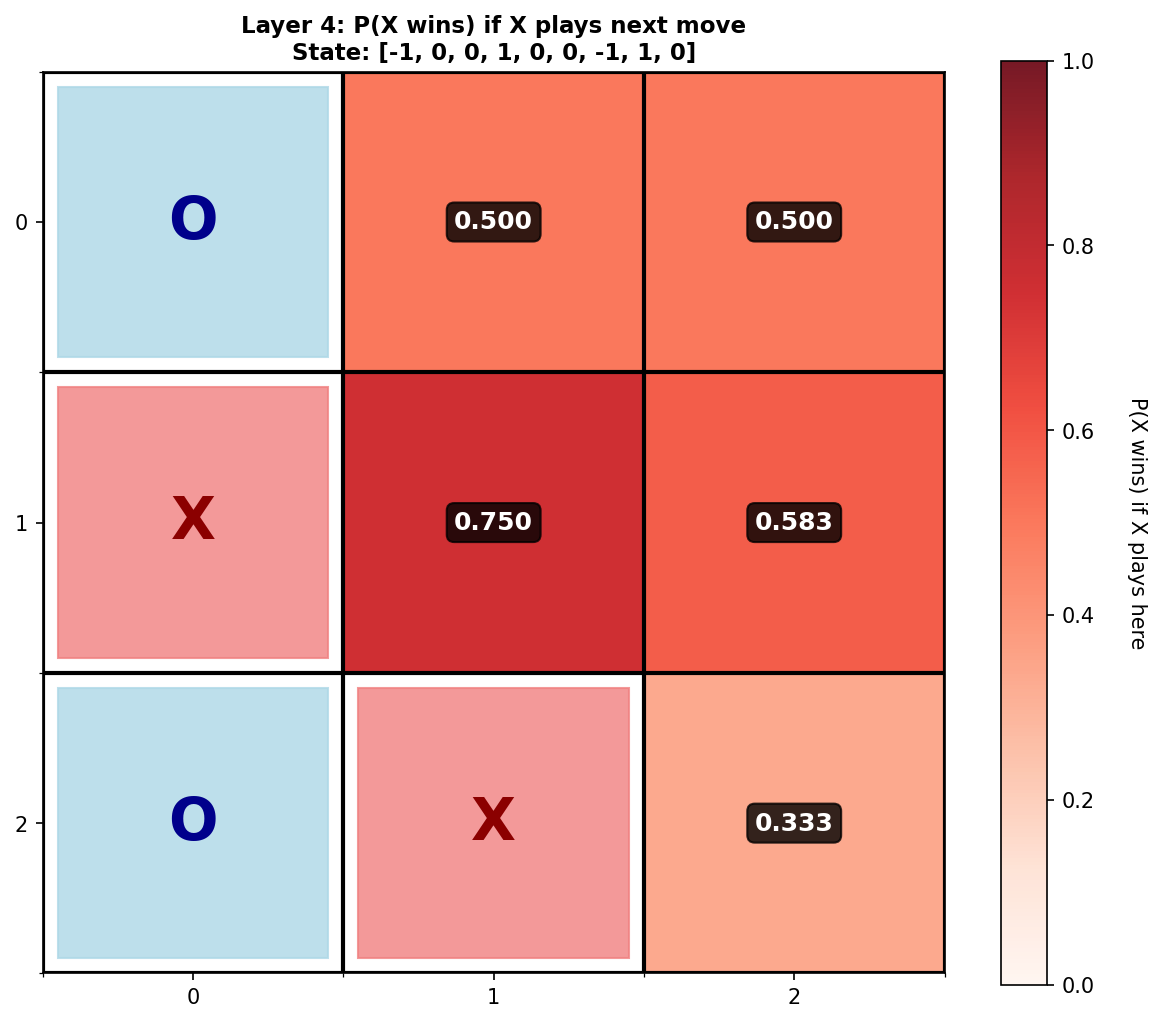 Layer 4: P(X wins) if X plays next move
State: [-1, 0, 0, 1, 0, 0, -1, 1, 0]
0 O 0.500 0.500
1 X 0.750 0.583
2 O X 0.333
0 1 2
1.0
0.8
0.6
0.4
0.2
0.0
P(X wins) if X plays here